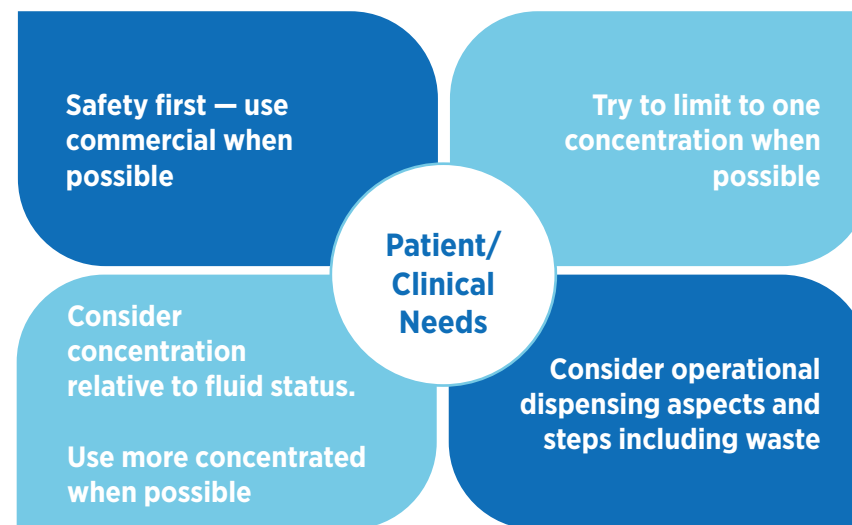 Safety first — use
commercial when
possible
Try to limit to one
concentration when
possible
Patient/
Clinical
Needs
Consider
concentration
relative to fluid status.
Use more concentrated
when possible
Consider operational
dispensing aspects and
steps including waste